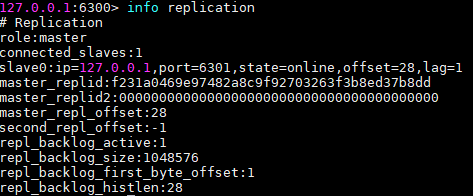 127.0.0.1:6300> info replication
# Replication
role:master
connected_slaves:1
slave0:ip=127.0.0.1,port=6301,state=online,offset=28,lag=1
master_replid:f231a0469e97482a8c9f92703263f3b8ed37b8dd
master_replid2:0000000000000000000000000000000000000000
master_repl_offset:28
second_repl_offset:-1
repl_backlog_active:1
repl_backlog_size:1048576
repl_backlog_first_byte_offset:1
repl_backlog_histlen:28